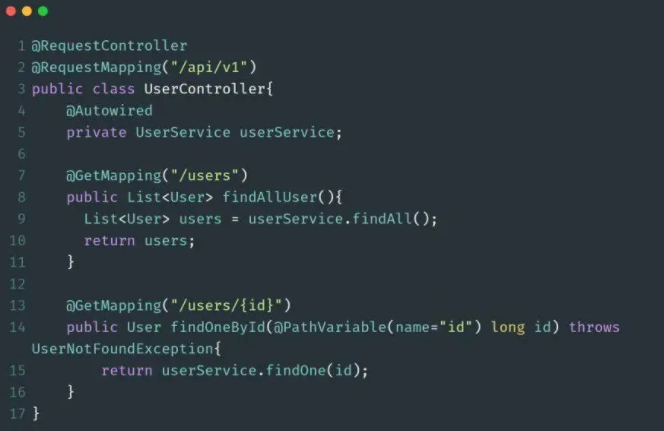 1 @RequestController
2 @RequestMapping("/api/v1")
3 public class UserController{
4     @Autowired
5     private UserService userService;
6
7     @GetMapping("/users")
8     public List<User> findAllUser(){
9       List<User> users = userService.findAll();
10       return users;
11     }
12
13     @GetMapping("/users/{id}")
14     public User findOneById(@PathVariable(name="id") long id) throws
UserNotFoundException{
15         return userService.findOne(id);
16     }
17 }